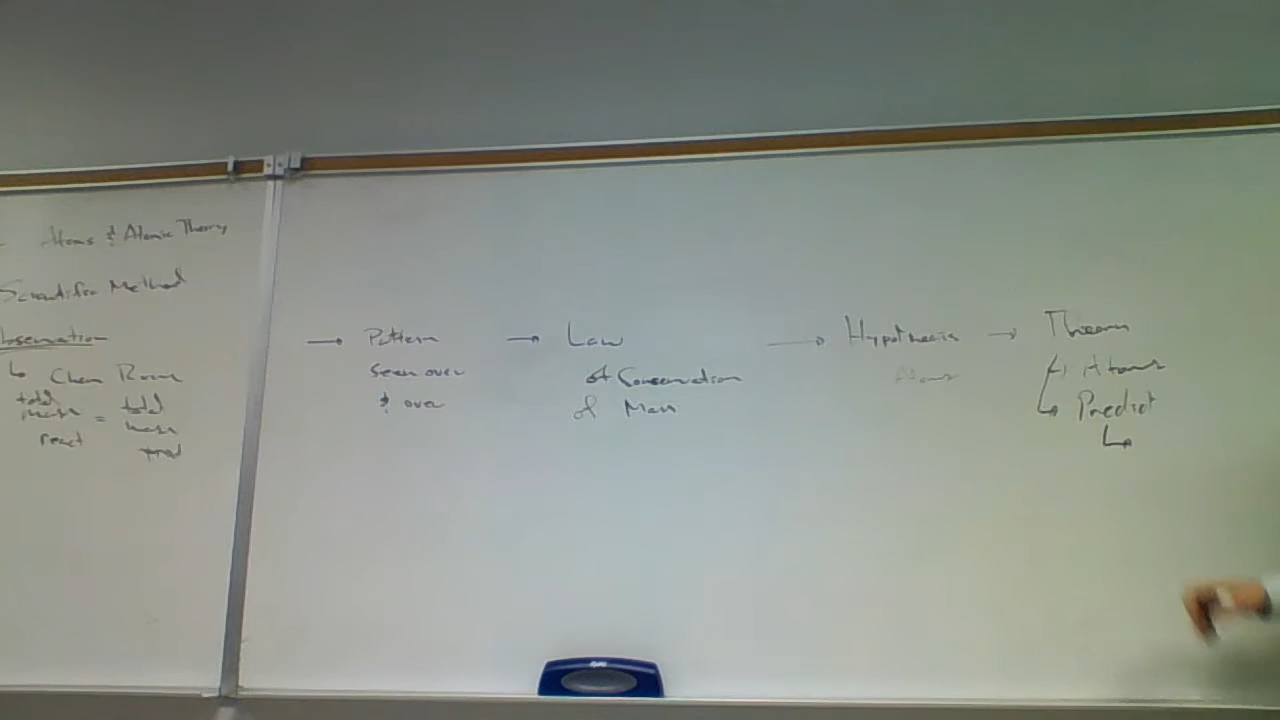 Atoms & Atomic Theory
Scientific Method
Observation
↳ Chem Rxn
total mass react = total mass prod
→ Pattern
seen over
& over
→ Law
of Conservation
of Mass
→ Hypothesis
Atoms
→ Theory
↳ Atoms
↳ Predict
↳